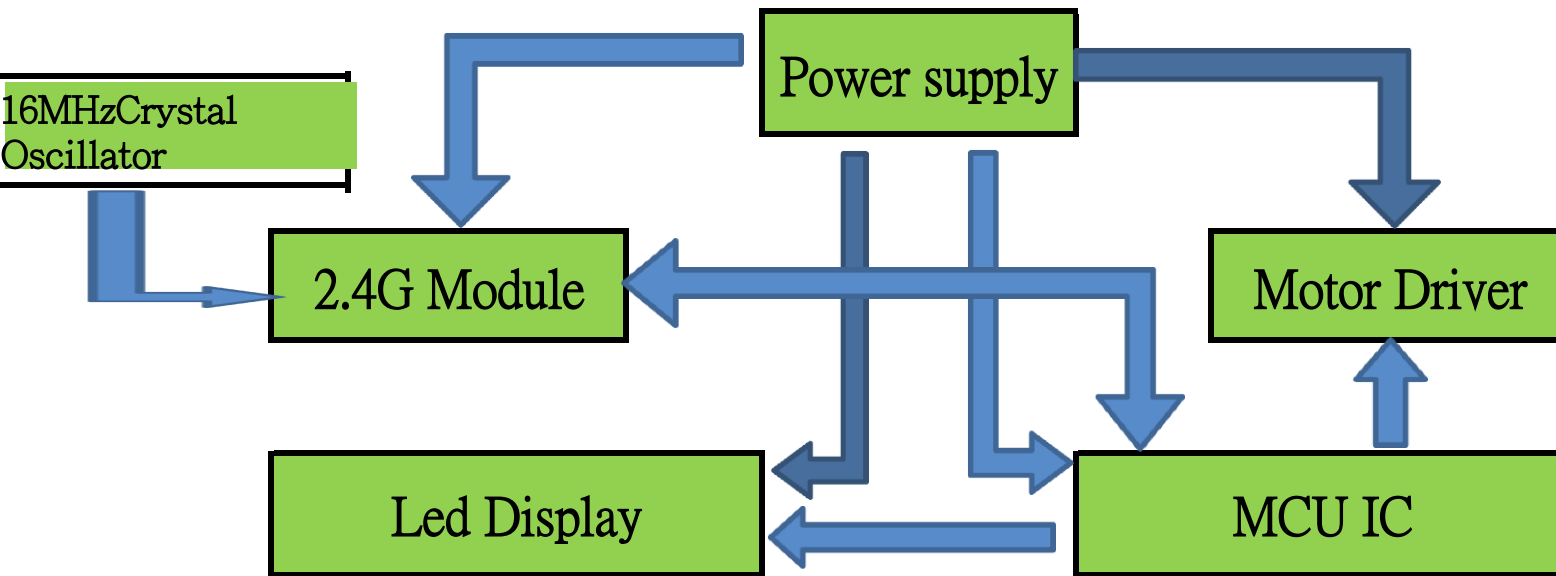 Power supply
16MHzCrystal
Oscillator
2.4G Module
Motor Driver
Led Display
MCU IC